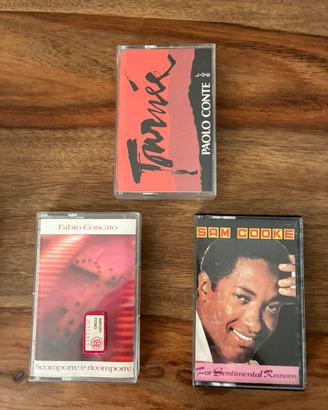 Tournée
PAOLO CONTE
Fabio Concato
Scomporre e ricomporre
SAM COOKE
For Sentimental Reasons